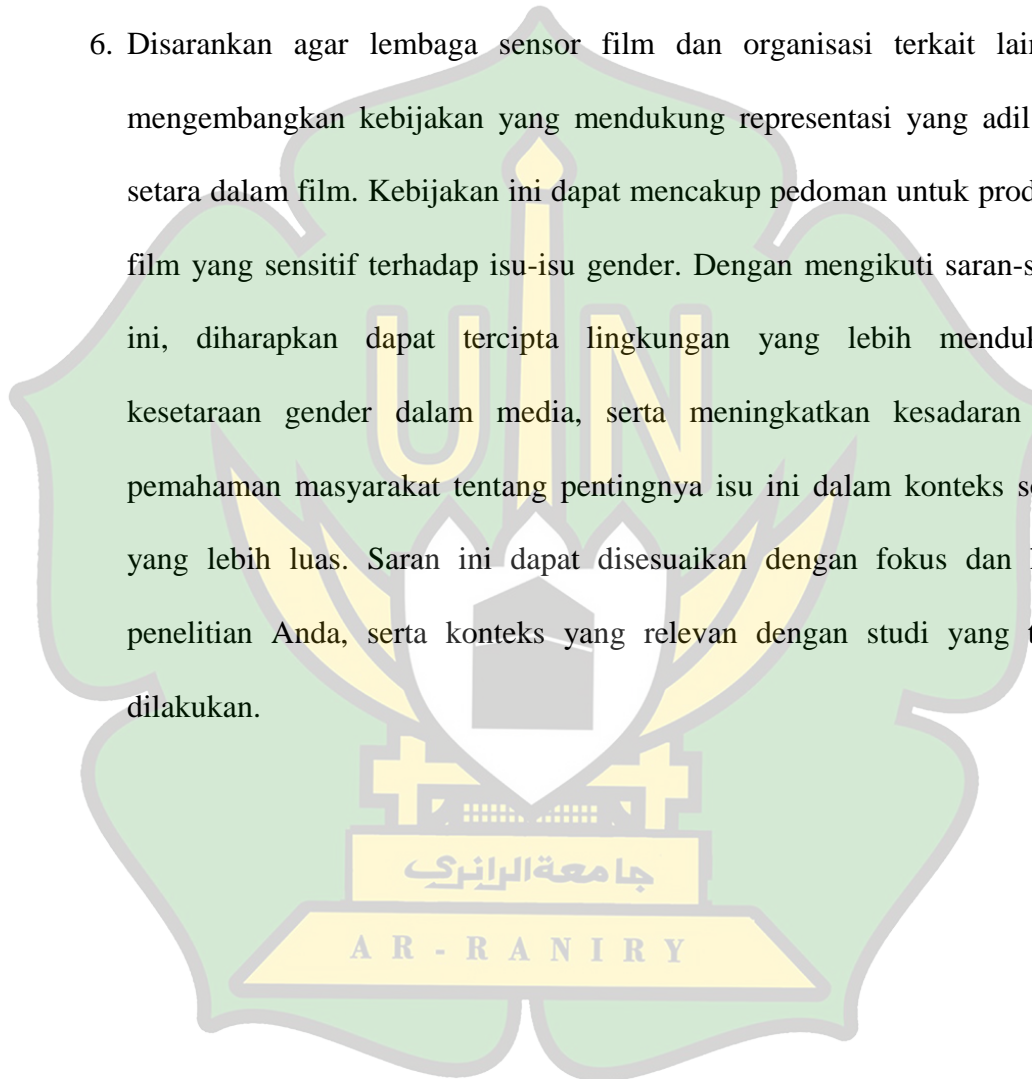 6. Disarankan agar lembaga sensor film dan organisasi terkait
mengembangkan kebijakan yang mendukung representasi yang adil
setara dalam film. Kebijakan ini dapat mencakup pedoman untuk
film yang sensitif terhadap isu-isu gender. Dengan mengikuti
ini, diharapkan dapat tercipta lingkungan yang lebih
kesetaraan gender dalam media, serta meningkatkan kesadaran
pemahaman masyarakat tentang pentingnya isu ini dalam konteks
yang lebih luas. Saran ini dapat disesuaikan dengan fokus dan
penelitian Anda, serta konteks yang relevan dengan studi yang
dilakukan.
UIN
جامعة الرانري
AR-RANIRY